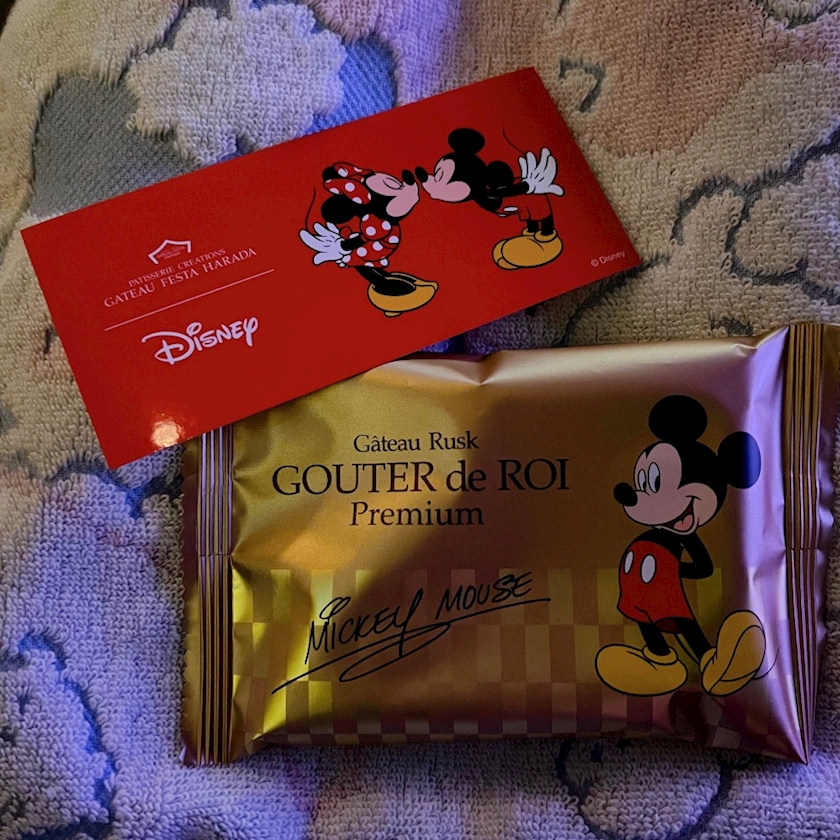 PATISSERIE CREATIONS
GATEAU FESTA HARADA
DISNEY
© Disney
Gâteau Rusk
GOUTER de ROI
Premium
MICKEY MOUSE